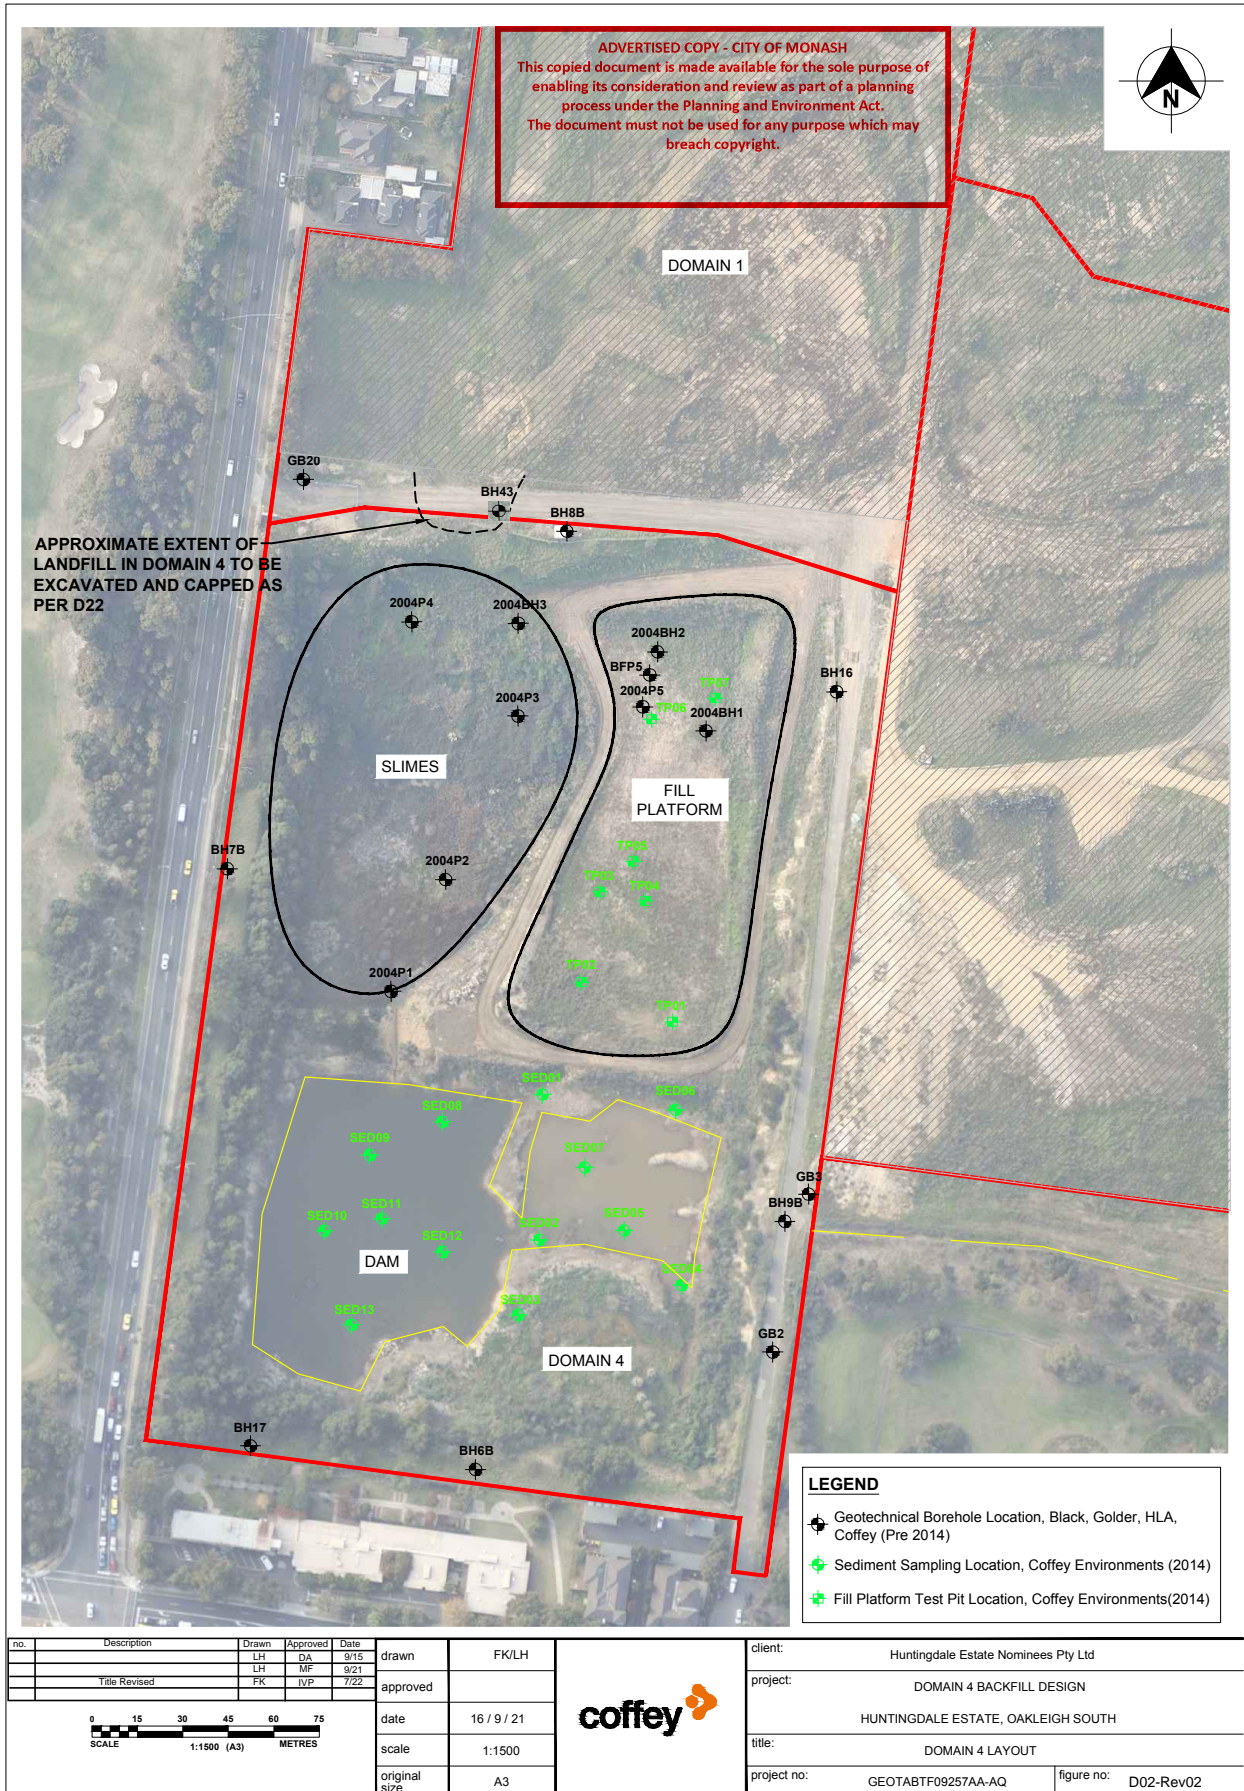 ADVERTISED COPY - CITY OF MONASH
This copied document is made available for the sole purpose of
enabling its consideration and review as part of a planning
process under the Planning and Environment Act.
The document must not be used for any purpose which may
breach copyright.
N
DOMAIN 1
GB20
BH43
BH8B
APPROXIMATE EXTENT OF
LANDFILL IN DOMAIN 4 TO BE
EXCAVATED AND CAPPED AS
PER D22
2004P4
2004BH3
2004BH2
BFP5
2004P5
TP07
TP06
2004BH1
BH16
2004P3
SLIMES
FILL
PLATFORM
BH7B
2004P2
TP05
TP03
TP04
2004P1
TP02
TP01
SED01
SED08
SED09
SED07
SED11
SED10
SED12
SED02
SED05
GB3
BH9B
DAM
SED04
SED03
SED13
GB2
DOMAIN 4
BH17
BH6B
LEGEND
Geotechnical Borehole Location, Black, Golder, HLA,
Coffey (Pre 2014)
Sediment Sampling Location, Coffey Environments (2014)
Fill Platform Test Pit Location, Coffey Environments(2014)
no. Description Drawn Approved Date
LH DA 9/15
LH MF 9/21
Title Revised FK IVP 7/22
0 15 30 45 60 75
SCALE 1:1500 (A3) METRES
drawn FK/LH
approved
date 16 / 9 / 21
scale 1:1500
original
size A3
coffey
client: Huntingdale Estate Nominees Pty Ltd
project: DOMAIN 4 BACKFILL DESIGN
HUNTINGDALE ESTATE, OAKLEIGH SOUTH
title: DOMAIN 4 LAYOUT
project no: GEOTABTF09257AA-AQ
figure no: D02-Rev02